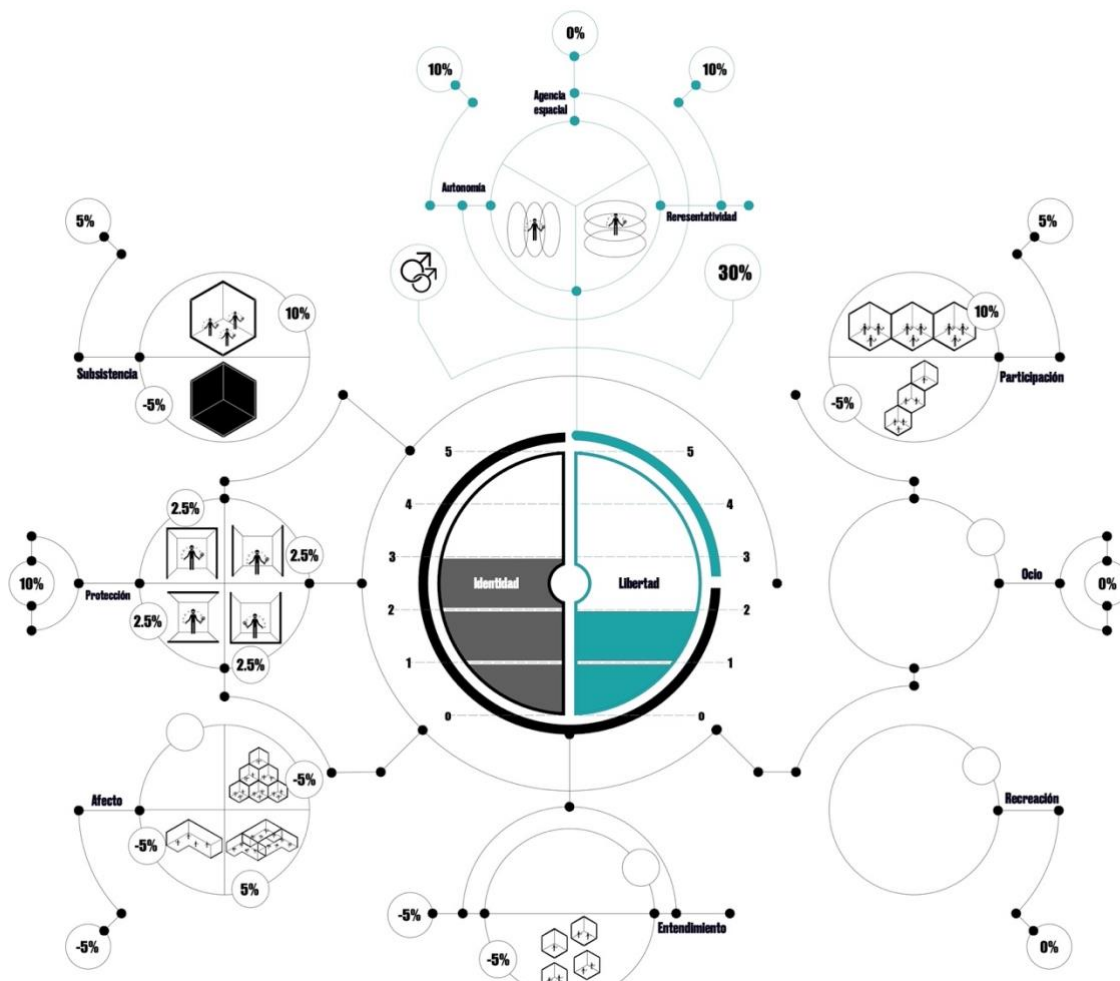 0%
10%
10%
Agencia
espacial
Autonomía
Reresentatividad
30%
5%
10%
Subsistencia
-5%
5%
10%
Participación
-5%
5
5
4
4
3
3
Identidad
Libertad
2
2
1
1
0
0
2.5%
2.5%
10%
Protección
2.5%
2.5%
Ocio
0%
-5%
Afecto
-5%
5%
-5%
Recreación
0%
-5%
Entendimiento
-5%